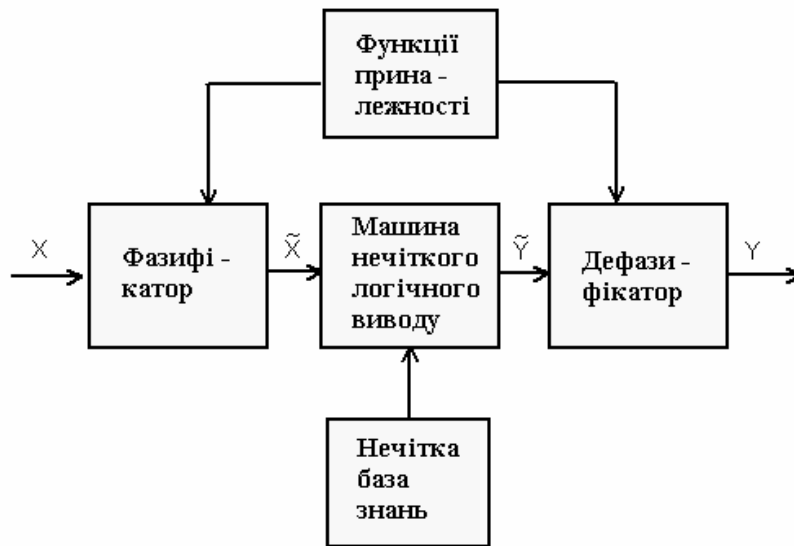 Функції
прина -
лежності
X
Фазифі -
катор
X̃
Машина
нечіткого
логічного
виводу
Ỹ
Дефази -
фікатор
Y
Нечітка
база
знань